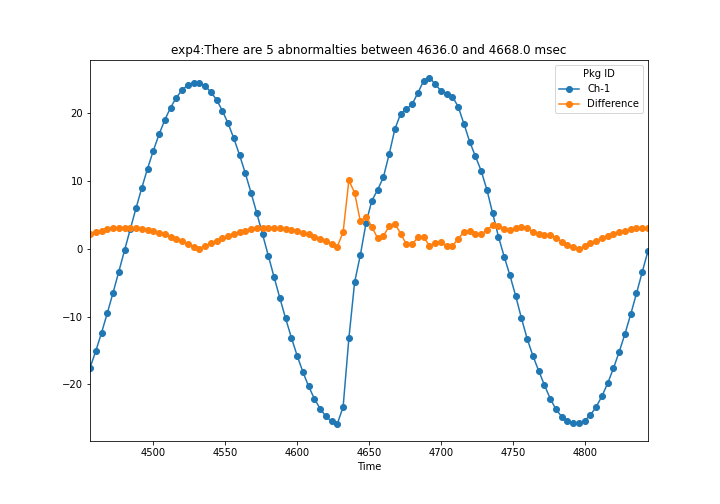 exp4:There are 5 abnormalties between 4636.0 and 4668.0 msec
Pkg ID
Ch-1
Difference
20
10
0
−10
−20
4500 4550 4600 4650 4700 4750 4800
Time